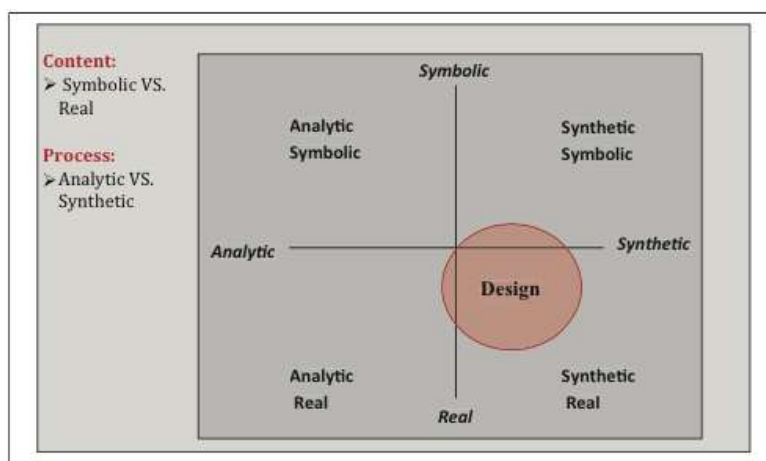 Content:
➢ Symbolic VS.
Real
Process:
➢Analytic VS.
Synthetic
Symbolic
Analytic
Symbolic
Synthetic
Symbolic
Analytic
Synthetic
Design
Analytic
Real
Synthetic
Real
Real